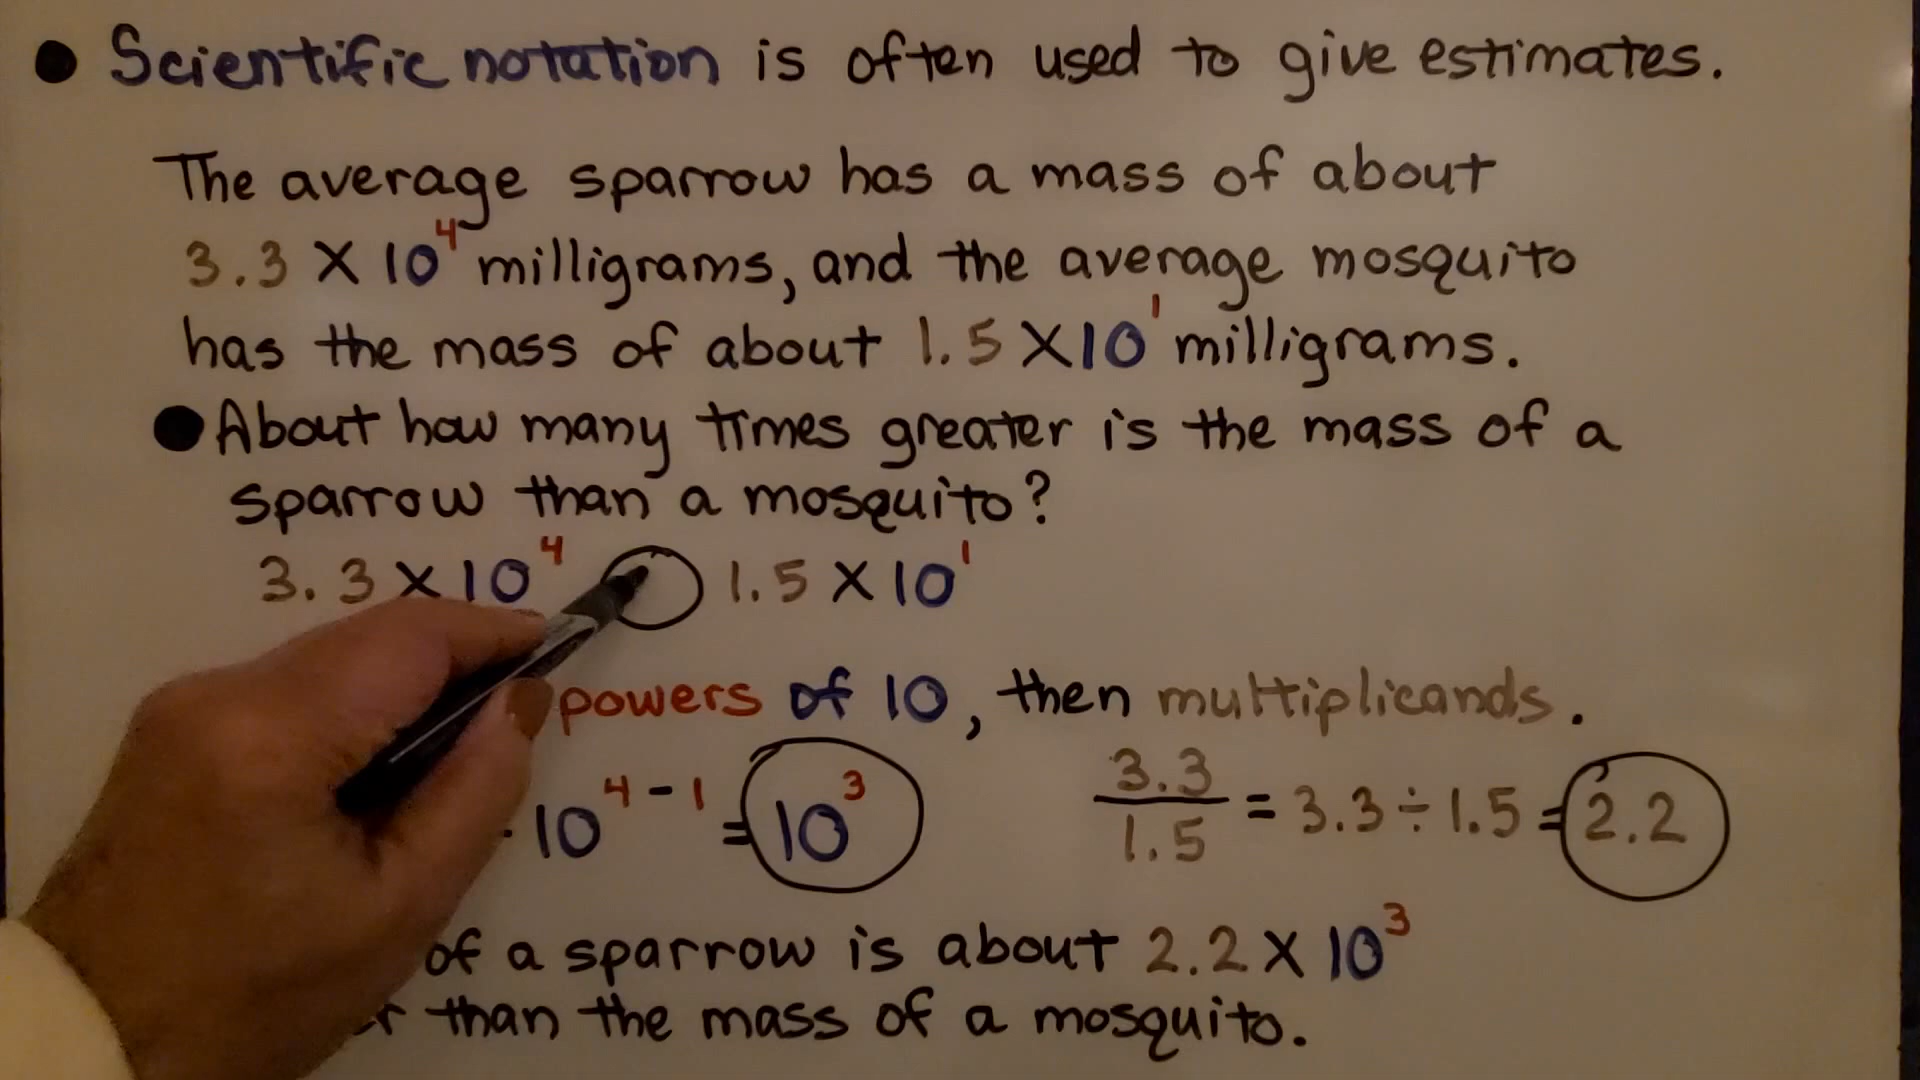 ● Scientific notation is often used to give estimates.
The average sparrow has a mass of about
3.3 X 10⁴ milligrams, and the average mosquito
has the mass of about 1.5 X 10¹ milligrams.
● About how many times greater is the mass of a
sparrow than a mosquito?
3.3 X 10⁴ 1.5 X 10¹
powers of 10, then multiplicands.
10⁴⁻¹ = 10³ 3.3/1.5 = 3.3 ÷ 1.5 = 2.2
of a sparrow is about 2.2 X 10³
than the mass of a mosquito.